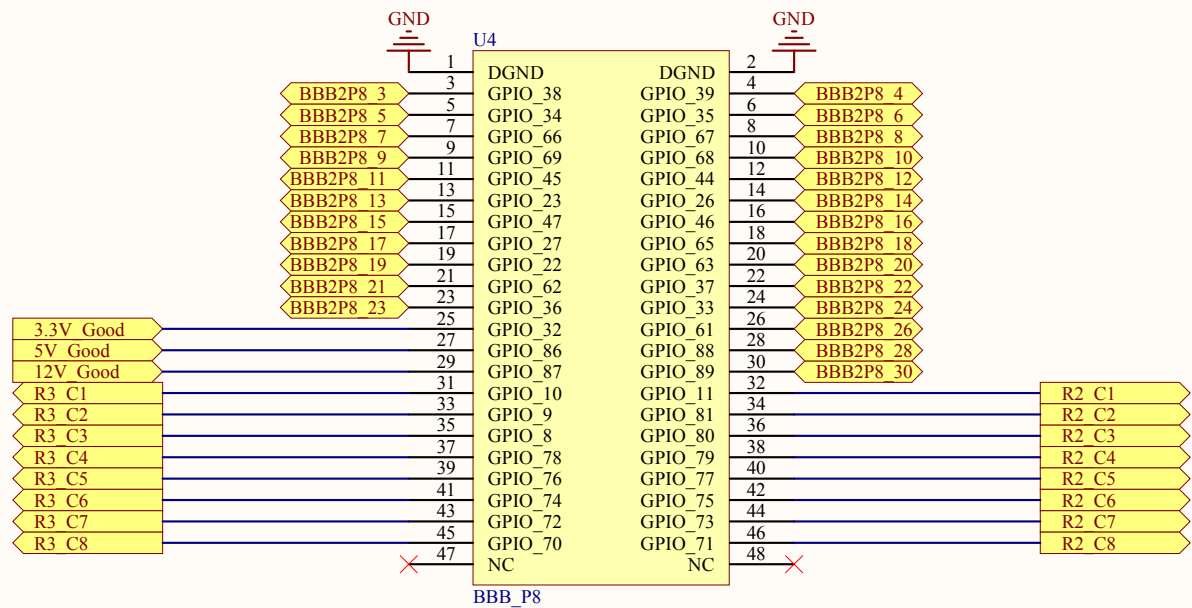 GND GND
U4
1 DGND DGND 2
BBB2P8_3 3 GPIO_38 GPIO_39 4 BBB2P8_4
BBB2P8_5 5 GPIO_34 GPIO_35 6 BBB2P8_6
BBB2P8_7 7 GPIO_66 GPIO_67 8 BBB2P8_8
BBB2P8_9 9 GPIO_69 GPIO_68 10 BBB2P8_10
BBB2P8_11 11 GPIO_45 GPIO_44 12 BBB2P8_12
BBB2P8_13 13 GPIO_23 GPIO_26 14 BBB2P8_14
BBB2P8_15 15 GPIO_47 GPIO_46 16 BBB2P8_16
BBB2P8_17 17 GPIO_27 GPIO_65 18 BBB2P8_18
BBB2P8_19 19 GPIO_22 GPIO_63 20 BBB2P8_20
BBB2P8_21 21 GPIO_62 GPIO_37 22 BBB2P8_22
BBB2P8_23 23 GPIO_36 GPIO_33 24 BBB2P8_24
3.3V_Good 25 GPIO_32 GPIO_61 26 BBB2P8_26
5V_Good 27 GPIO_86 GPIO_88 28 BBB2P8_28
12V_Good 29 GPIO_87 GPIO_89 30 BBB2P8_30
R3_C1 31 GPIO_10 GPIO_11 32 R2_C1
R3_C2 33 GPIO_9 GPIO_81 34 R2_C2
R3_C3 35 GPIO_8 GPIO_80 36 R2_C3
R3_C4 37 GPIO_78 GPIO_79 38 R2_C4
R3_C5 39 GPIO_76 GPIO_77 40 R2_C5
R3_C6 41 GPIO_74 GPIO_75 42 R2_C6
R3_C7 43 GPIO_72 GPIO_73 44 R2_C7
R3_C8 45 GPIO_70 GPIO_71 46 R2_C8
47 NC NC 48
BBB_P8